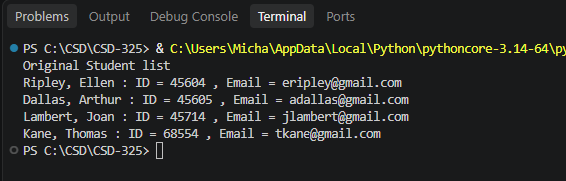 Problems Output Debug Console Terminal Ports
PS C:\CSD\CSD-325> & C:\Users\Micha\AppData\Local\Python\pythoncore-3.14-64\py
Original Student list
Ripley, Ellen : ID = 45604 , Email = eripley@gmail.com
Dallas, Arthur : ID = 45605 , Email = adallas@gmail.com
Lambert, Joan : ID = 45714 , Email = jlambert@gmail.com
Kane, Thomas : ID = 68554 , Email = tkane@gmail.com
PS C:\CSD\CSD-325>